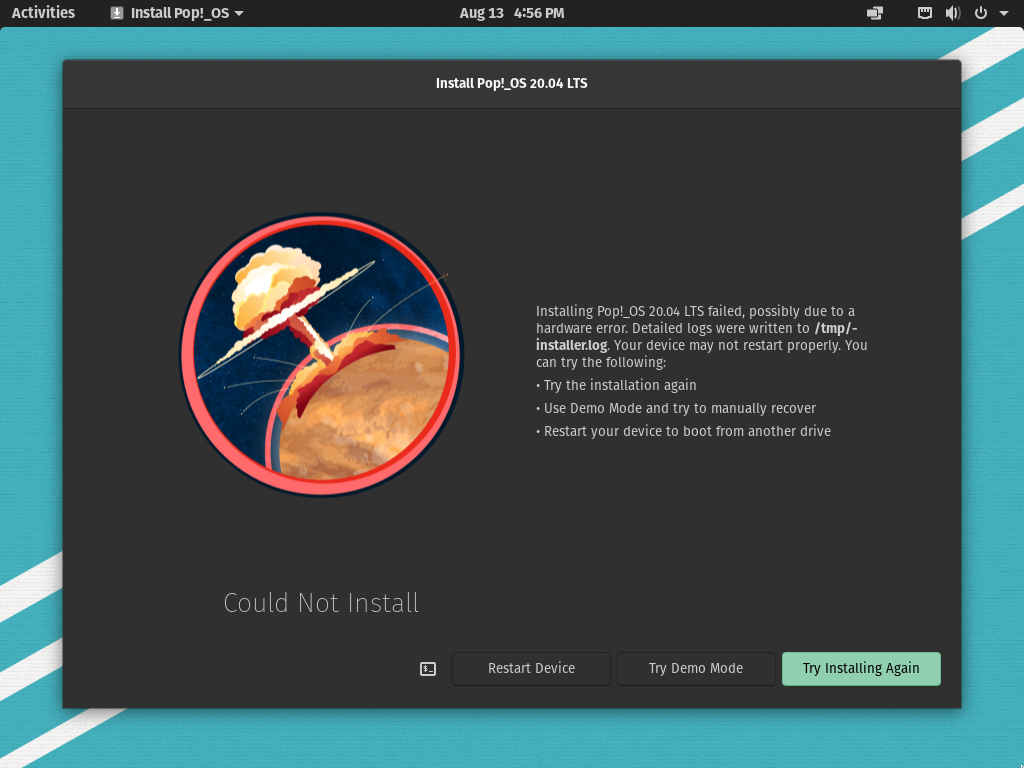 Activities Install Pop!_OS Aug 13 4:56 PM
Install Pop!_OS 20.04 LTS
Installing Pop!_OS 20.04 LTS failed, possibly due to a
hardware error. Detailed logs were written to /tmp/-
installer.log. Your device may not restart properly. You
can try the following:
• Try the installation again
• Use Demo Mode and try to manually recover
• Restart your device to boot from another drive
Could Not Install
Restart Device Try Demo Mode Try Installing Again